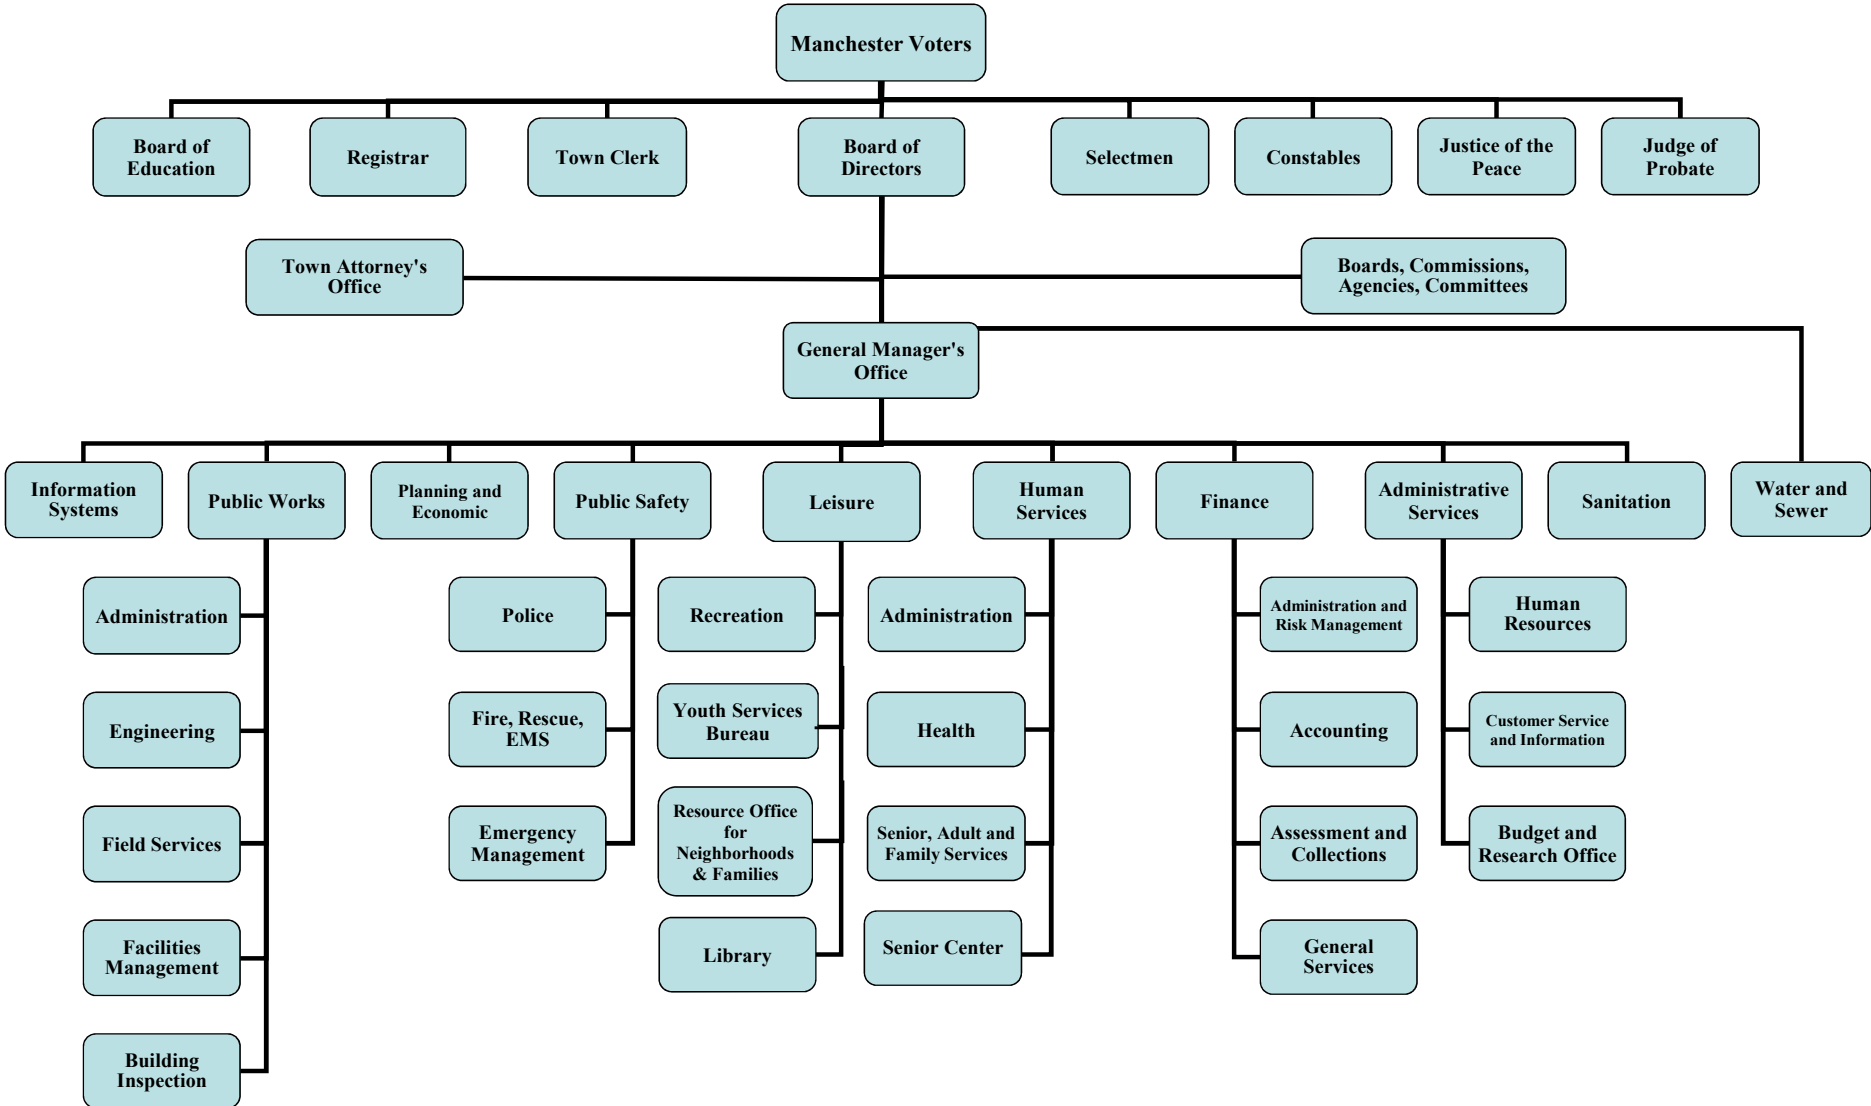 Manchester Voters
Board of
Education
Registrar
Town Clerk
Board of
Directors
Selectmen
Constables
Justice of the
Peace
Judge of
Probate
Town Attorney's
Office
Boards, Commissions,
Agencies, Committees
General Manager's
Office
Information
Systems
Public Works
Planning and
Economic
Public Safety
Leisure
Human
Services
Finance
Administrative
Services
Sanitation
Water and
Sewer
Administration
Engineering
Field Services
Facilities
Management
Building
Inspection
Police
Fire, Rescue,
EMS
Emergency
Management
Recreation
Youth Services
Bureau
Resource Office
for
Neighborhoods
& Families
Library
Administration
Health
Senior, Adult and
Family Services
Senior Center
Administration and
Risk Management
Accounting
Assessment and
Collections
General
Services
Human
Resources
Customer Service
and Information
Budget and
Research Office